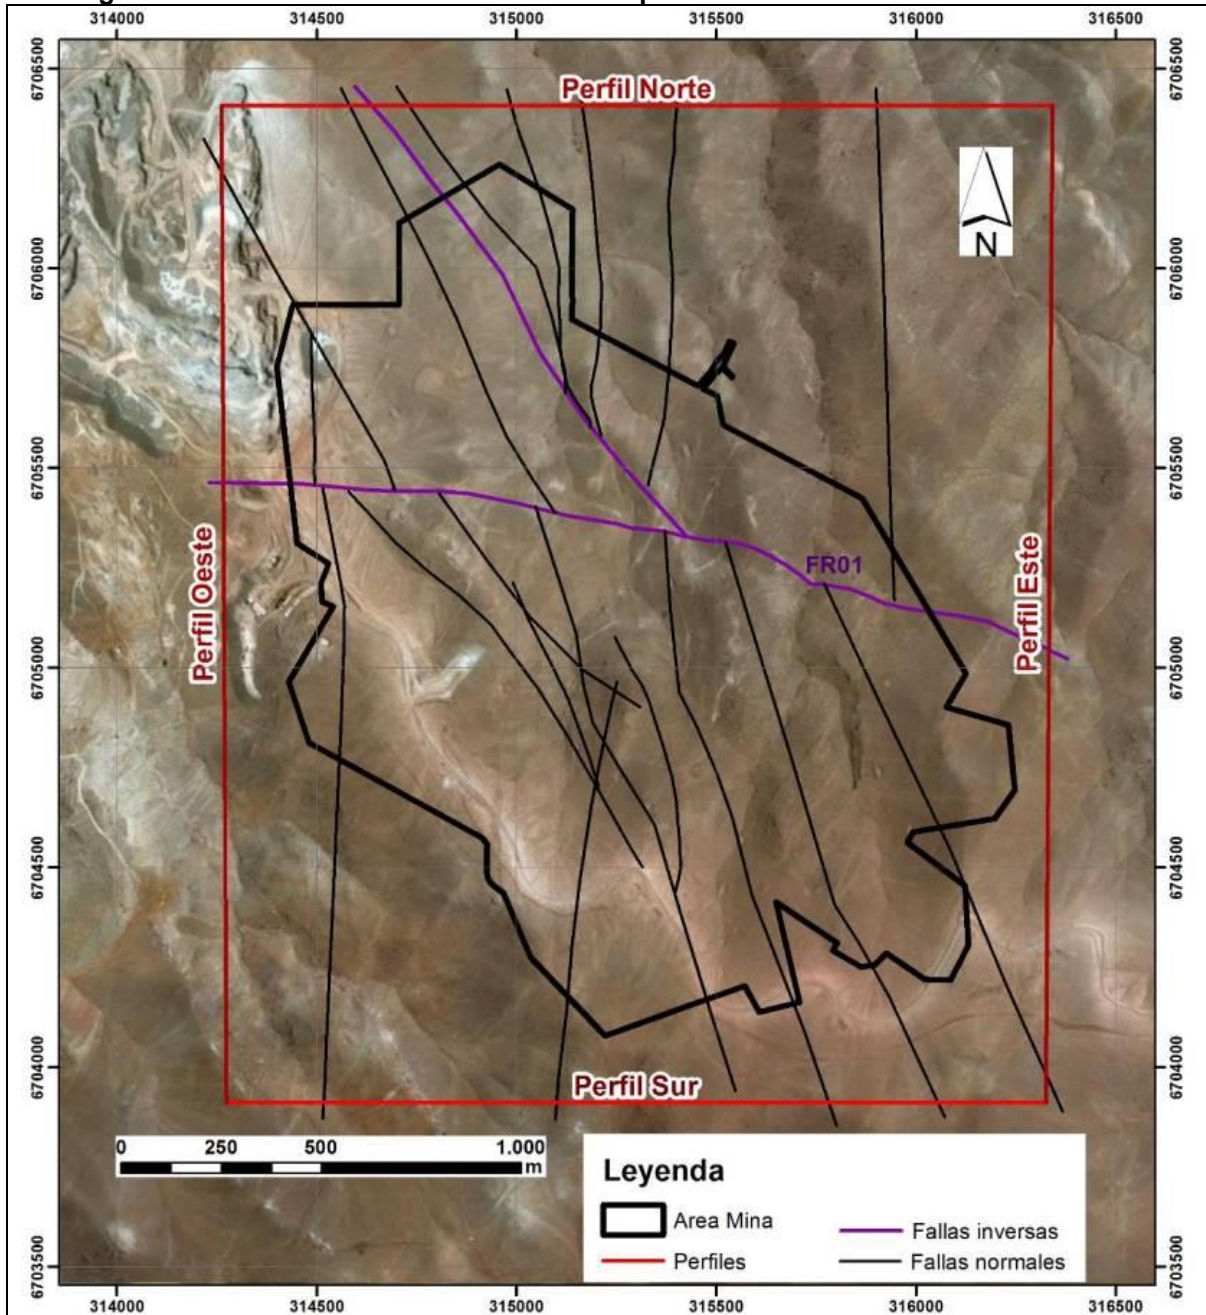 314000 314500 315000 315500 316000 316500
6706500 6706500
Perfil Norte
N
6706000 6706000
6705500 6705500
FR01
Perfil Oeste
Perfil Este
6705000 6705000
6704500 6704500
6704000 6704000
Perfil Sur
0 250 500 1.000
m
Leyenda
Area Mina
Fallas inversas
Perfiles
Fallas normales
6703500 6703500
314000 314500 315000 315500 316000 316500